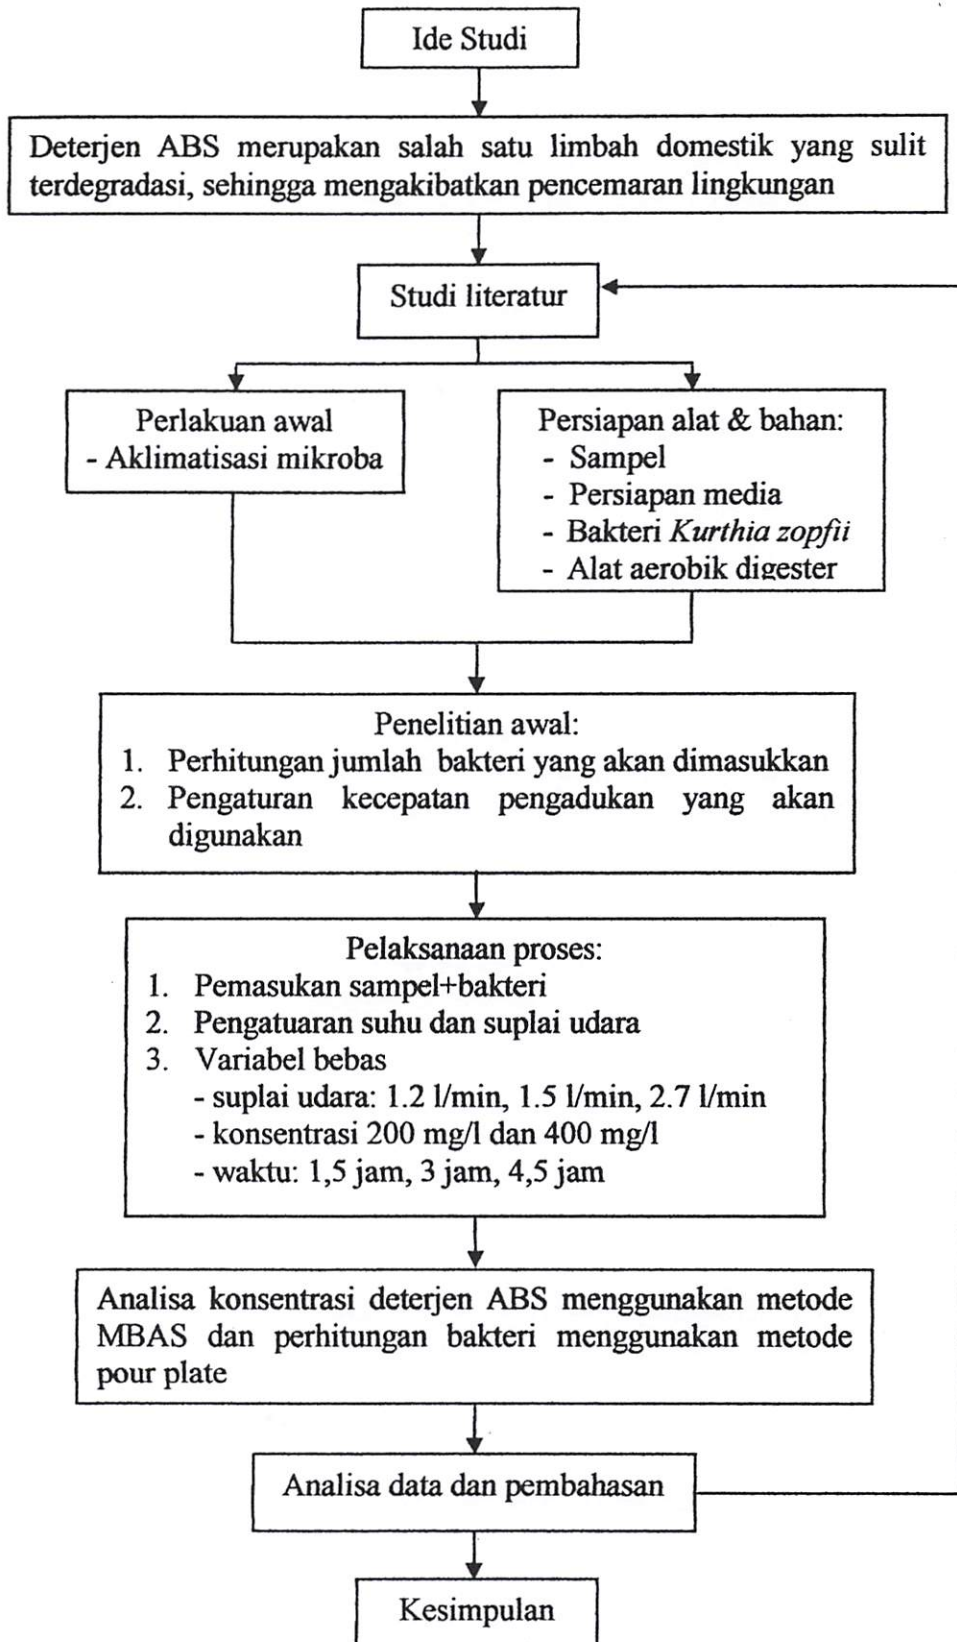 Ide Studi
Deterjen ABS merupakan salah satu limbah domestik yang sulit
terdegradasi, sehingga mengakibatkan pencemaran lingkungan
Studi literatur
Perlakuan awal
- Aklimatisasi mikroba
Persiapan alat & bahan:
- Sampel
- Persiapan media
- Bakteri Kurthia zopfii
- Alat aerobik digester
Penelitian awal:
1. Perhitungan jumlah bakteri yang akan dimasukkan
2. Pengaturan kecepatan pengadukan yang akan
digunakan
Pelaksanaan proses:
1. Pemasukan sampel+bakteri
2. Pengatuaran suhu dan suplai udara
3. Variabel bebas
- suplai udara: 1.2 l/min, 1.5 l/min, 2.7 l/min
- konsentrasi 200 mg/l dan 400 mg/l
- waktu: 1,5 jam, 3 jam, 4,5 jam
Analisa konsentrasi deterjen ABS menggunakan metode
MBAS dan perhitungan bakteri menggunakan metode
pour plate
Analisa data dan pembahasan
Kesimpulan